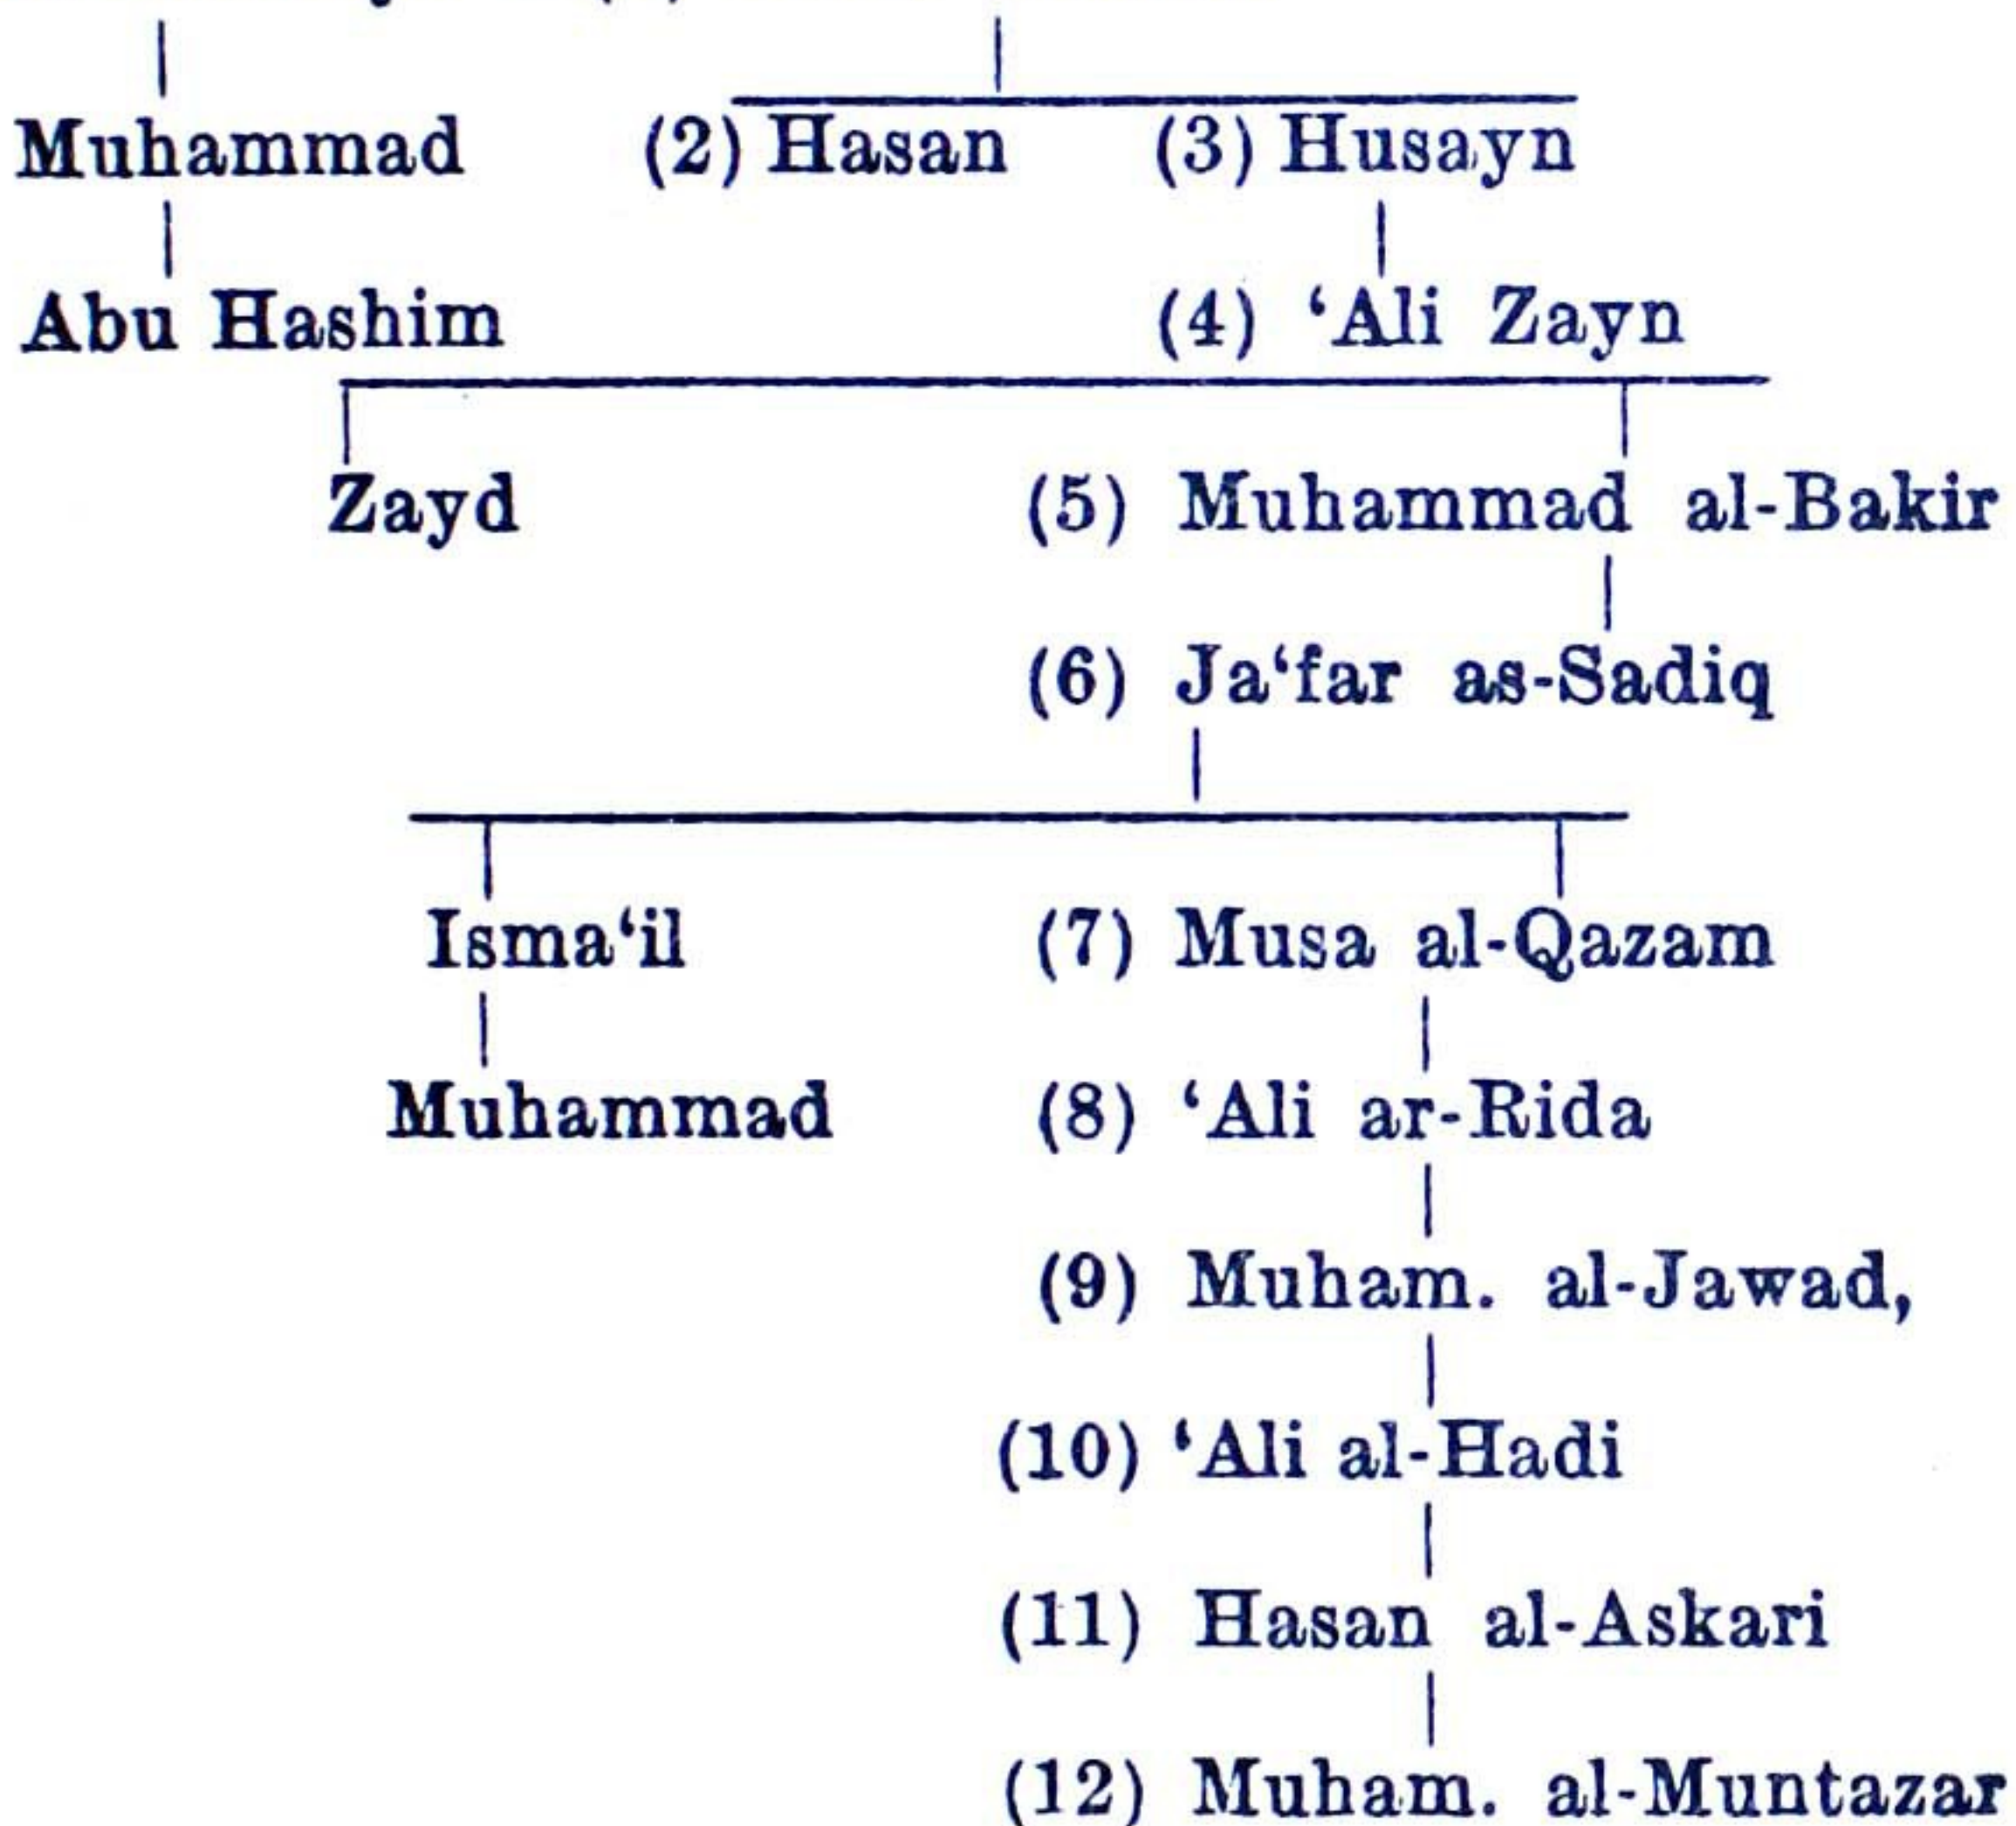 Muhammad (2) Hasan (3) Husayn
Abu Hashim (4) ‘Ali Zayn
Zayd (5) Muhammad al-Bakir
(6) Ja‘far as-Sadiq
Isma‘il (7) Musa al-Qazam
Muhammad (8) ‘Ali ar-Rida
(9) Muham. al-Jawad,
(10) ‘Ali al-Hadi
(11) Hasan al-Askari
(12) Muham. al-Muntazar